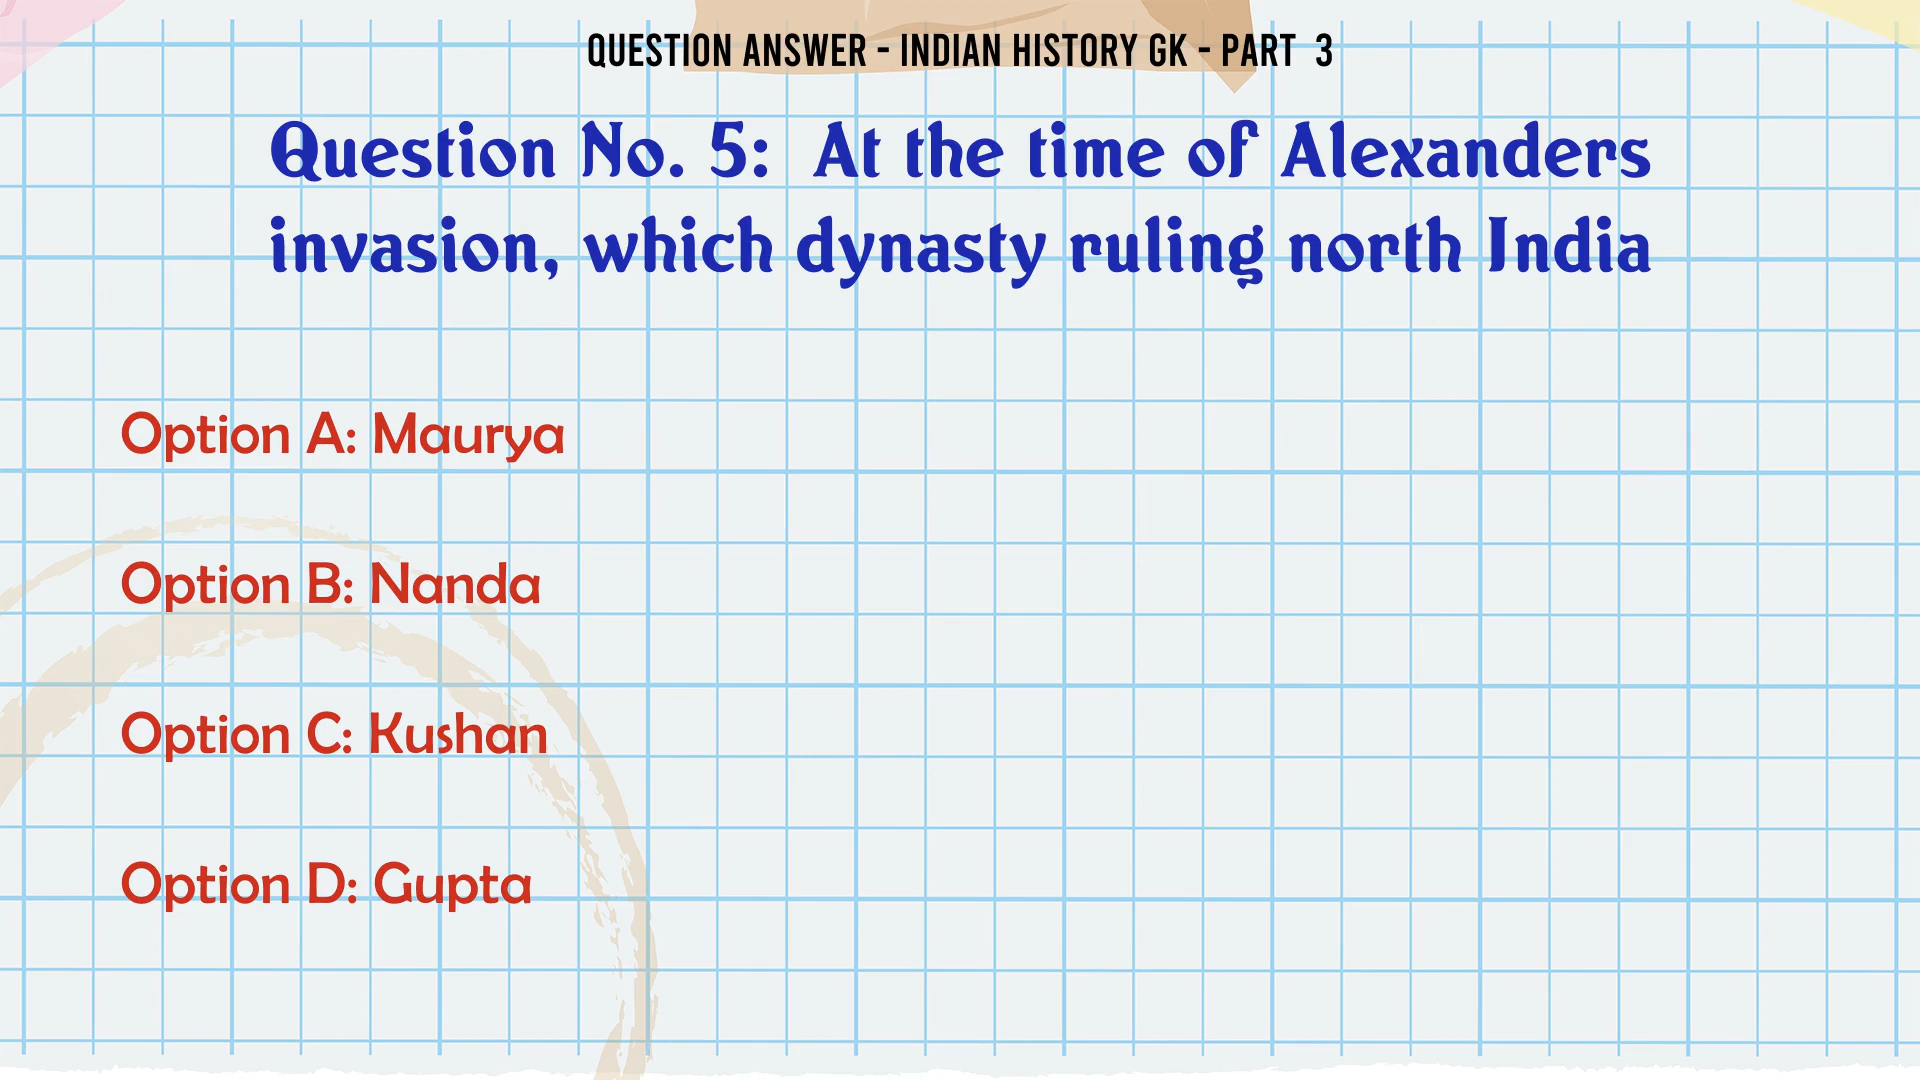 QUESTION ANSWER - INDIAN HISTORY GK - PART 3
Question No. 5: At the time of Alexanders
invasion, which dynasty ruling north India
Option A: Maurya
Option B: Nanda
Option C: Kushan
Option D: Gupta